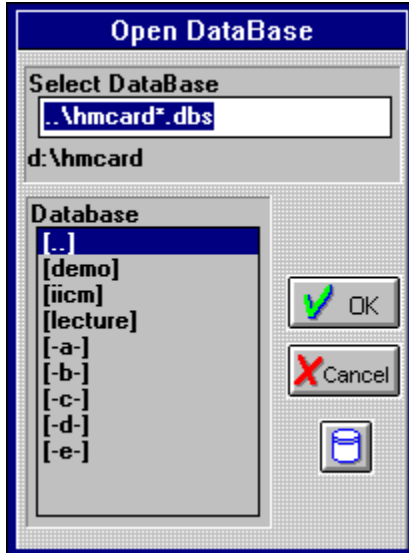 Open DataBase
Select DataBase
..\hmcard*.dbs
d:\hmcard
Database
[..]
[demo]
[iicm]
[lecture]
[-a-]
[-b-]
[-c-]
[-d-]
[-e-]
OK
Cancel